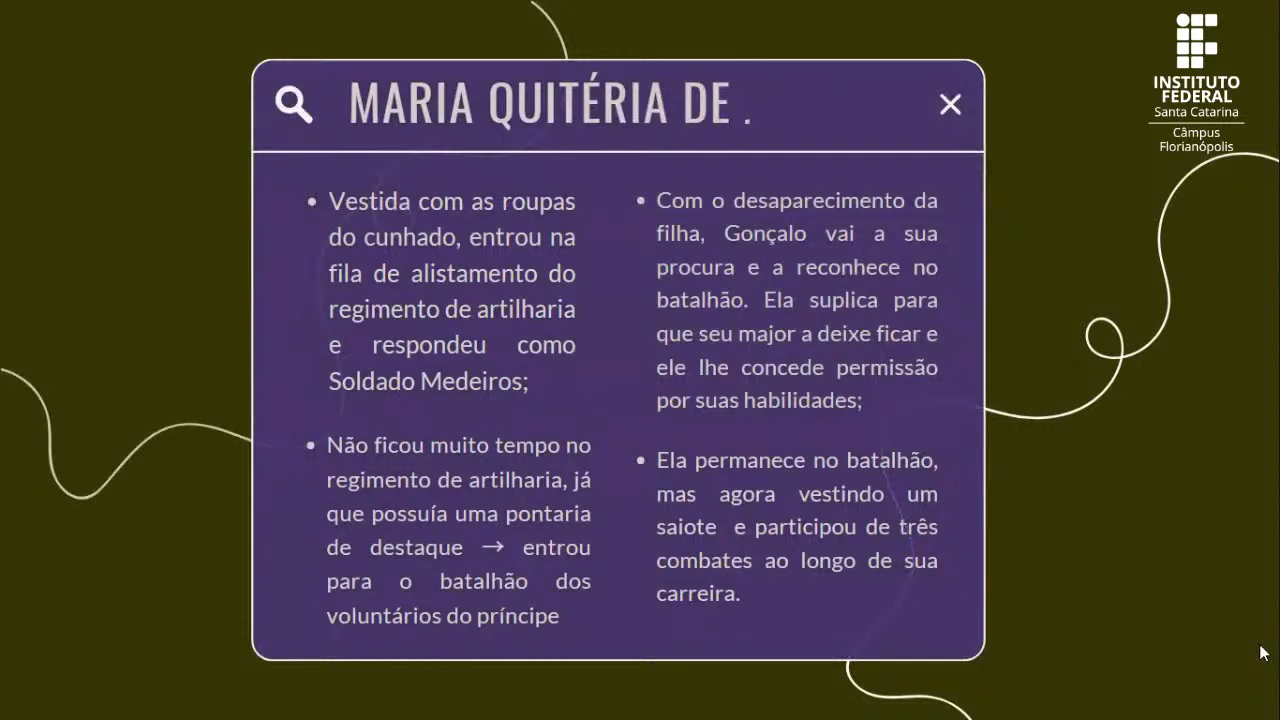 MARIA QUITÉRIA DE .
Vestida com as roupas
do cunhado, entrou na
fila de alistamento do
regimento de artilharia
e respondeu como
Soldado Medeiros;
Não ficou muito tempo no
regimento de artilharia, já
que possuía uma pontaria
de destaque → entrou
para o batalhão dos
voluntários do príncipe
Com o desaparecimento da
filha, Gonçalo vai a sua
procura e a reconhece no
batalhão. Ela suplica para
que seu major a deixe ficar e
ele lhe concede permissão
por suas habilidades;
Ela permanece no batalhão,
mas agora vestindo um
saiote e participou de três
combates ao longo de sua
carreira.
INSTITUTO
FEDERAL
Santa Catarina
Câmpus
Florianópolis